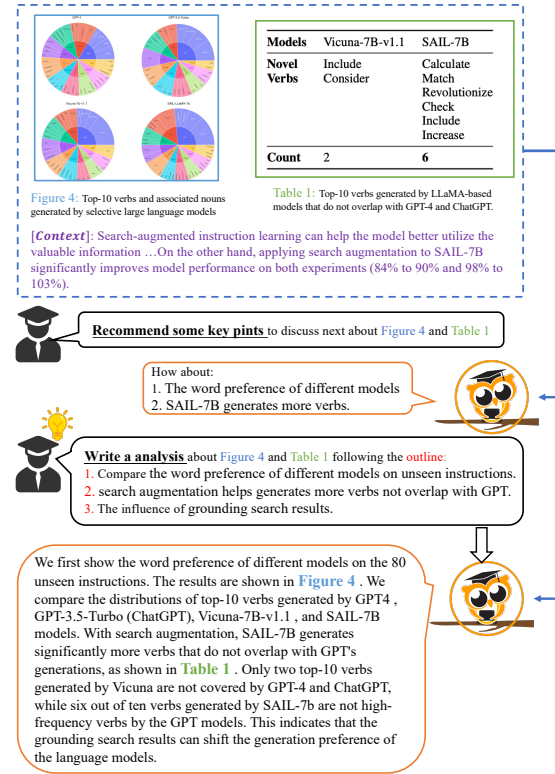 GPT-4
GPT-3.5-Turbo
Vicuna-7B-v1.1
SAIL-LLAMA-7b
Figure 4: Top-10 verbs and associated nouns
generated by selective large language models
Models Vicuna-7B-v1.1 SAIL-7B
Novel Include Calculate
Verbs Consider Match
Revolutionize
Check
Include
Increase
Count 2 6
Table 1: Top-10 verbs generated by LLaMA-based
models that do not overlap with GPT-4 and ChatGPT.
[Context]: Search-augmented instruction learning can help the model better utilize the
valuable information …On the other hand, applying search augmentation to SAIL-7B
significantly improves model performance on both experiments (84% to 90% and 98% to
103%).
Recommend some key pints to discuss next about Figure 4 and Table 1
How about:
1. The word preference of different models
2. SAIL-7B generates more verbs.
Write a analysis about Figure 4 and Table 1 following the outline:
1. Compare the word preference of different models on unseen instructions.
2. search augmentation helps generates more verbs not overlap with GPT.
3. The influence of grounding search results.
We first show the word preference of different models on the 80
unseen instructions. The results are shown in Figure 4 . We
compare the distributions of top-10 verbs generated by GPT4 ,
GPT-3.5-Turbo (ChatGPT), Vicuna-7B-v1.1 , and SAIL-7B
models. With search augmentation, SAIL-7B generates
significantly more verbs that do not overlap with GPT's
generations, as shown in Table 1 . Only two top-10 verbs
generated by Vicuna are not covered by GPT-4 and ChatGPT,
while six out of ten verbs generated by SAIL-7b are not high-
frequency verbs by the GPT models. This indicates that the
grounding search results can shift the generation preference of
the language models.